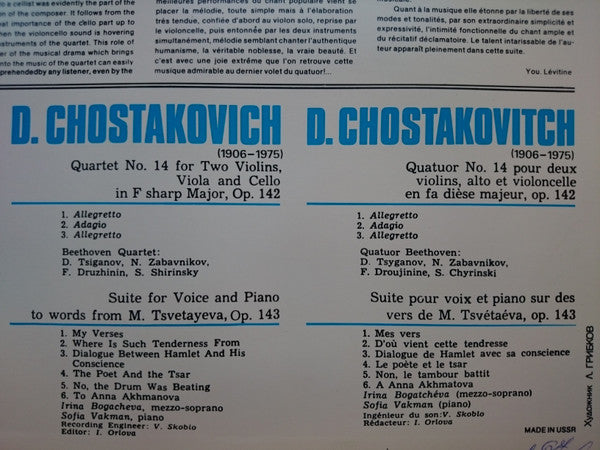 to a cellist was evidently the part of the
n of the composer. It follows from that
reat importance of the cello part up to
hen the violoncello sound is hovering
instruments of the quartet. This role of
er of the musical drama which brings
nto the music of the quartet can easily
prehended by any listener, even by the
meilleures performances du chant populaire vient se
placer la mélodie, toute simple mais à l'élaboration
très tendue, confiée d'abord au violon solo, reprise par
le violoncelle, puis entonnée par les deux instruments
simultanément, mélodie semblant chanter l'authentique
humanisme, la véritable noblesse, la vraie beauté. Et
c'est avec une joie extrême que l'on retrouve cette
musique admirable au dernier volet du quatuor!...
musicale.
Quant à la musique elle étonne par la liberté de ses
modes et tonalités, par son extraordinaire simplicité et
expressivité, l'intimité fonctionnelle du chant ample et
du récitatif déclamatoire. Le talent intarissable de l'au-
teur apparaît pleinement dans cette suite.
You. Lévitine
D. CHOSTAKOVICH
(1906-1975)
Quartet No. 14 for Two Violins,
Viola and Cello
in F sharp Major, Op. 142
1. Allegretto
2. Adagio
3. Allegretto
Beethoven Quartet:
D. Tsiganov, N. Zabavnikov,
F. Druzhinin, S. Shirinsky
Suite for Voice and Piano
to words from M. Tsvetayeva, Op. 143
1. My Verses
2. Where Is Such Tenderness From
3. Dialogue Between Hamlet And His
Conscience
4. The Poet And the Tsar
5. No, the Drum Was Beating
6. To Anna Akhmanova
Irina Bogacheva, mezzo-soprano
Sofia Vakman, piano
Recording Engineer: V. Skoblo
Editor: I. Orlova
D. CHOSTAKOVITCH
(1906-1975)
Quatuor No. 14 pour deux
violins, alto et violoncelle
en fa dièse majeur, op. 142
1. Allegretto
2. Adagio
3. Allegretto
Quatuor Beethoven:
D. Tsyganov, N. Zabavnikov,
F. Droujinine, S. Chyrinski
Suite pour voix et piano sur des
vers de M. Tsvétaéva, op. 143
1. Mes vers
2. D'où vient cette tendresse
3. Dialogue de Hamlet avec sa conscience
4. Le poète et le tsar
5. Non, le tambour battit
6. A Anna Akhmatova
Irina Bogatchéva (mezzo-soprano)
Sofia Vakman (piano)
Ingénieur du son: V. Skoblo
Rédacteur: I. Orlova
MADE IN USSR
Художник Л. ГРИБКОВ